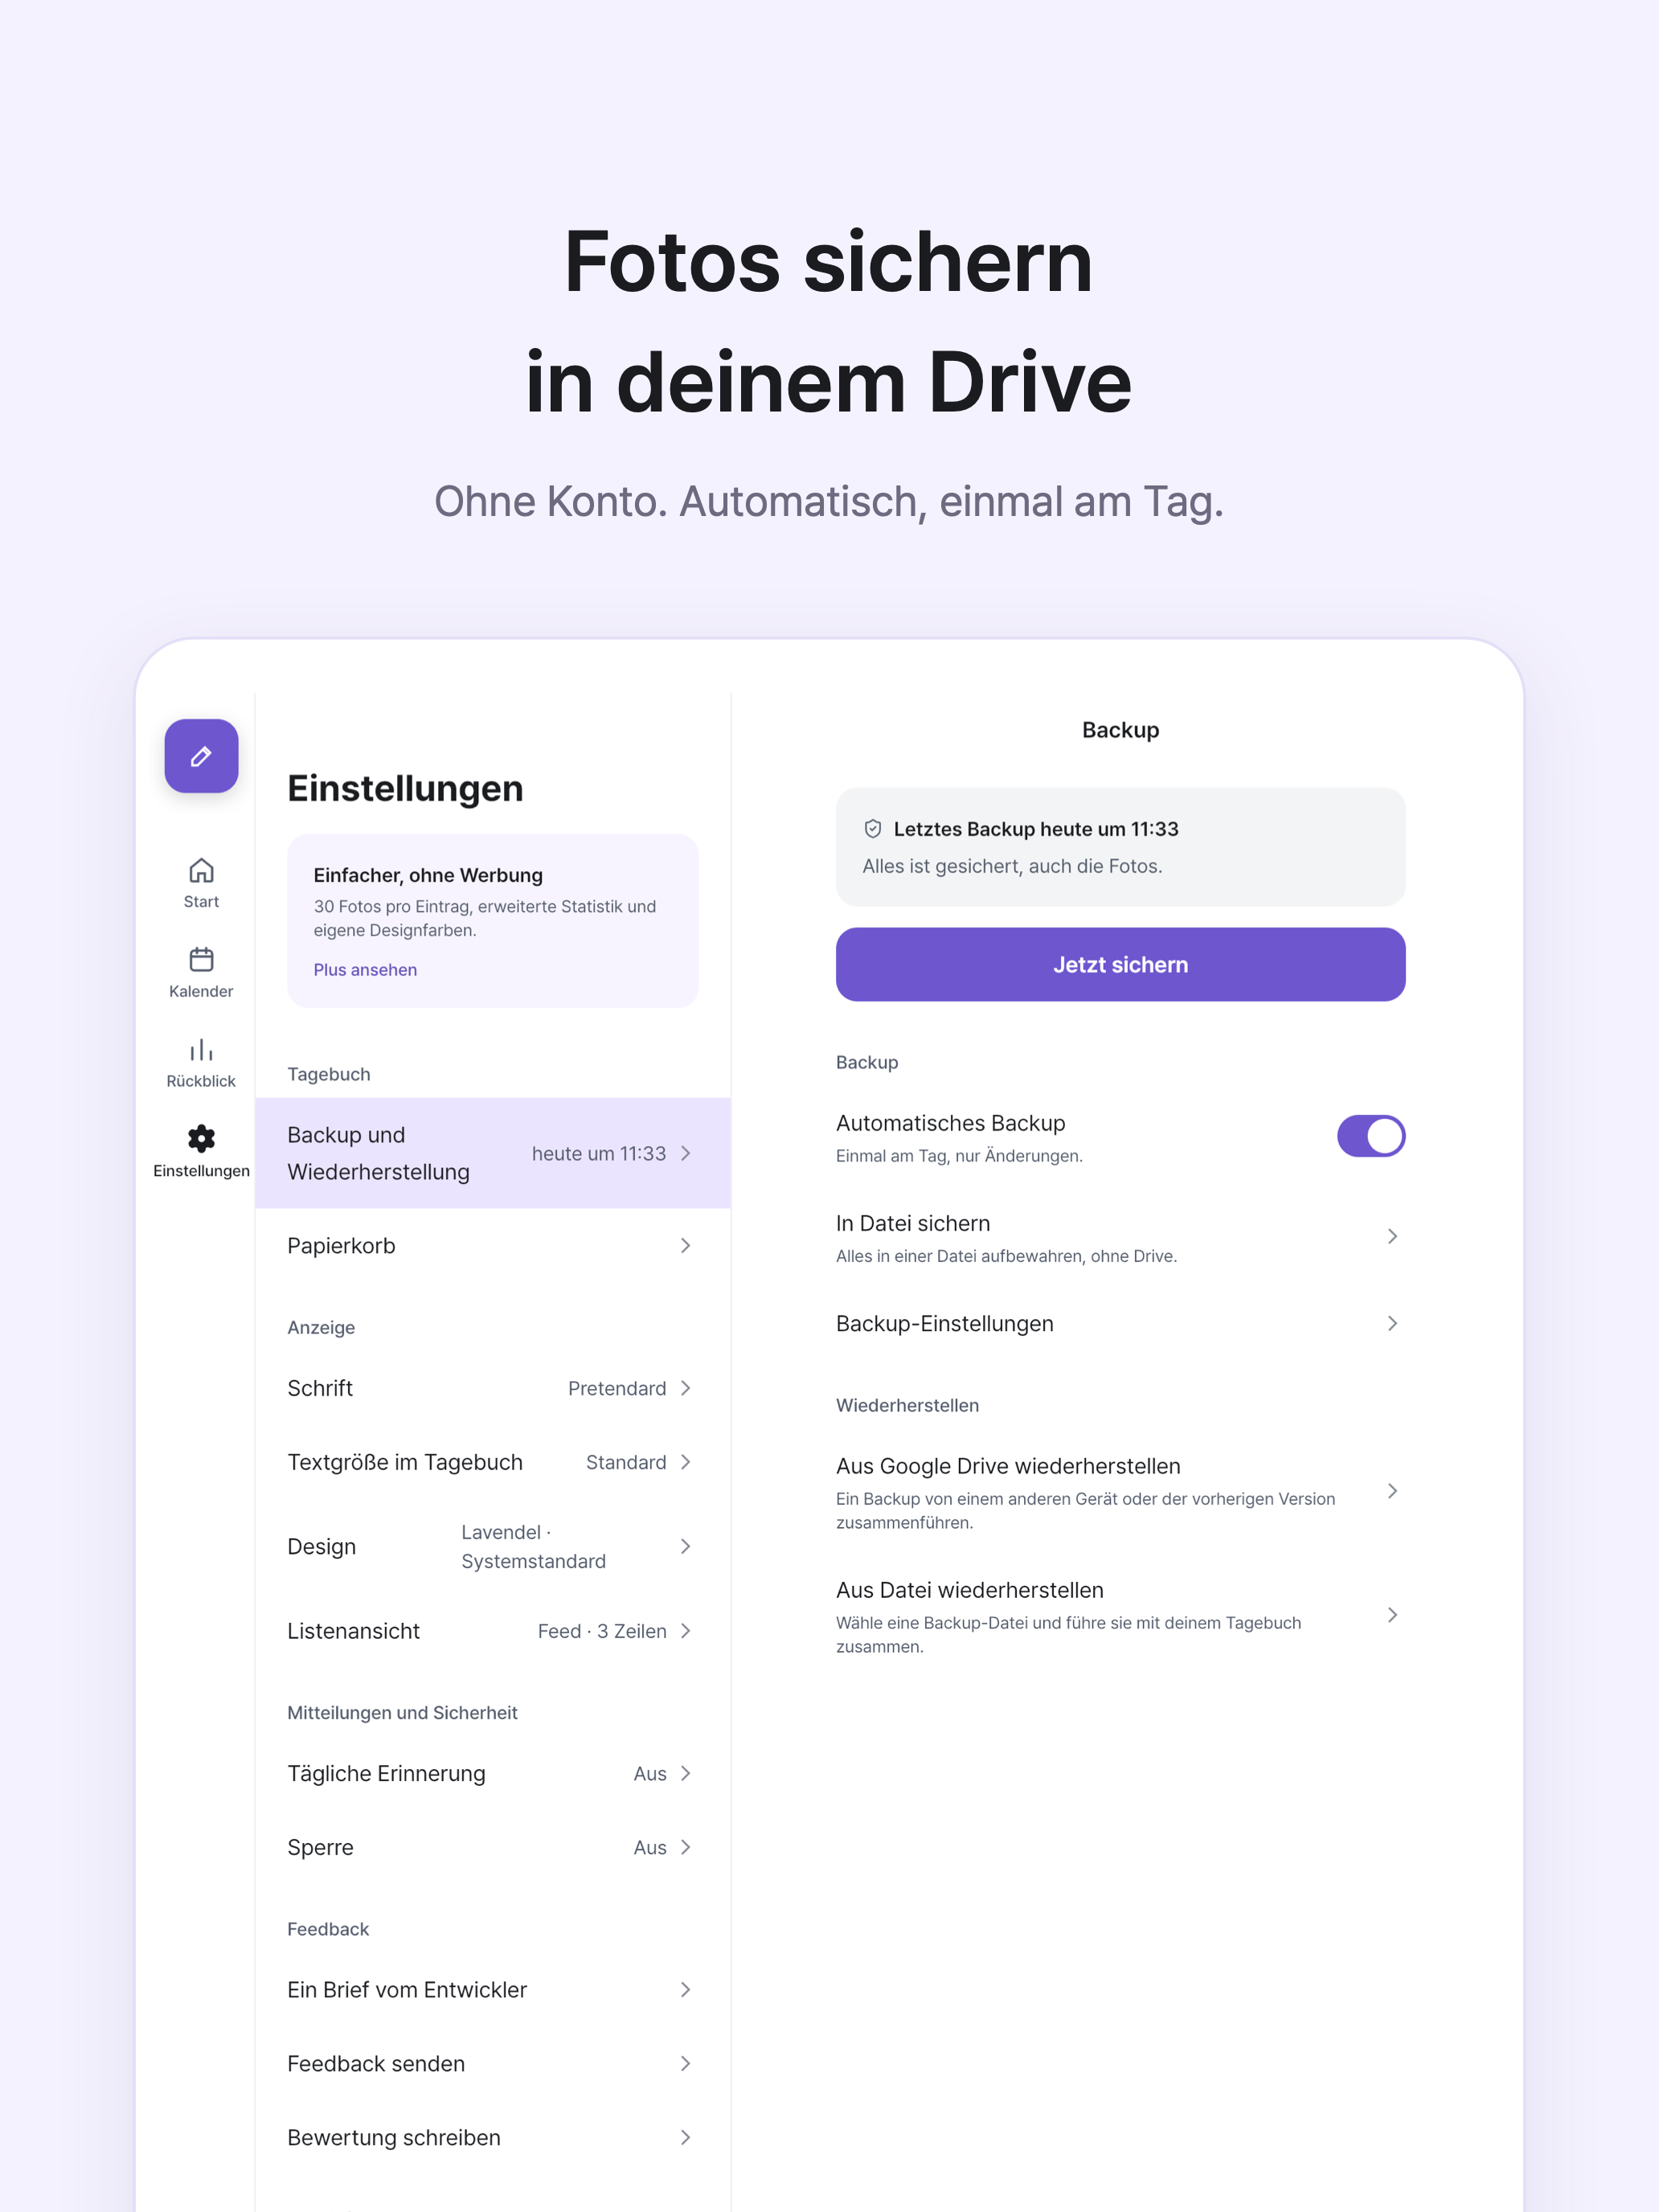 Fotos sichern
in deinem Drive
Ohne Konto. Automatisch, einmal am Tag.
Start
Kalender
Rückblick
Einstellungen
Einstellungen
Einfacher, ohne Werbung
30 Fotos pro Eintrag, erweiterte Statistik und
eigene Designfarben.
Plus ansehen
Tagebuch
Backup und
Wiederherstellung
heute um 11:33
Papierkorb
Anzeige
Schrift
Pretendard
Textgröße im Tagebuch
Standard
Design
Lavendel ·
Systemstandard
Listenansicht
Feed · 3 Zeilen
Mitteilungen und Sicherheit
Tägliche Erinnerung
Aus
Sperre
Aus
Feedback
Ein Brief vom Entwickler
Feedback senden
Bewertung schreiben
Backup
Letztes Backup heute um 11:33
Alles ist gesichert, auch die Fotos.
Jetzt sichern
Backup
Automatisches Backup
Einmal am Tag, nur Änderungen.
In Datei sichern
Alles in einer Datei aufbewahren, ohne Drive.
Backup-Einstellungen
Wiederherstellen
Aus Google Drive wiederherstellen
Ein Backup von einem anderen Gerät oder der vorherigen Version
zusammenführen.
Aus Datei wiederherstellen
Wähle eine Backup-Datei und führe sie mit deinem Tagebuch
zusammen.